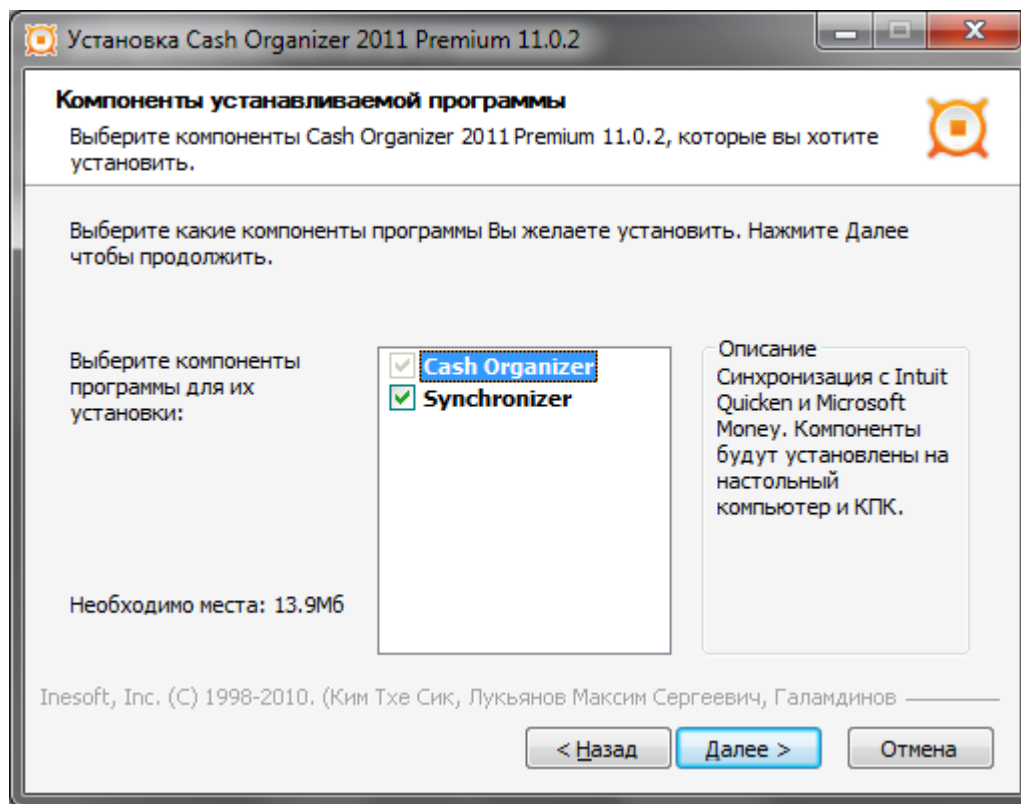 Установка Cash Organizer 2011 Premium 11.0.2
Компоненты устанавливаемой программы
Выберите компоненты Cash Organizer 2011 Premium 11.0.2, которые вы хотите
установить.
Выберите какие компоненты программы Вы желаете установить. Нажмите Далее
чтобы продолжить.
Выберите компоненты
программы для их
установки:
Cash Organizer
Synchronizer
Описание
Синхронизация с Intuit
Quicken и Microsoft
Money. Компоненты
будут установлены на
настольный
компьютер и КПК.
Необходимо места: 13.9Мб
Inesoft, Inc. (C) 1998-2010. (Ким Тхе Сик, Лукьянов Максим Сергеевич, Галамдинов
< Назад
Далее >
Отмена